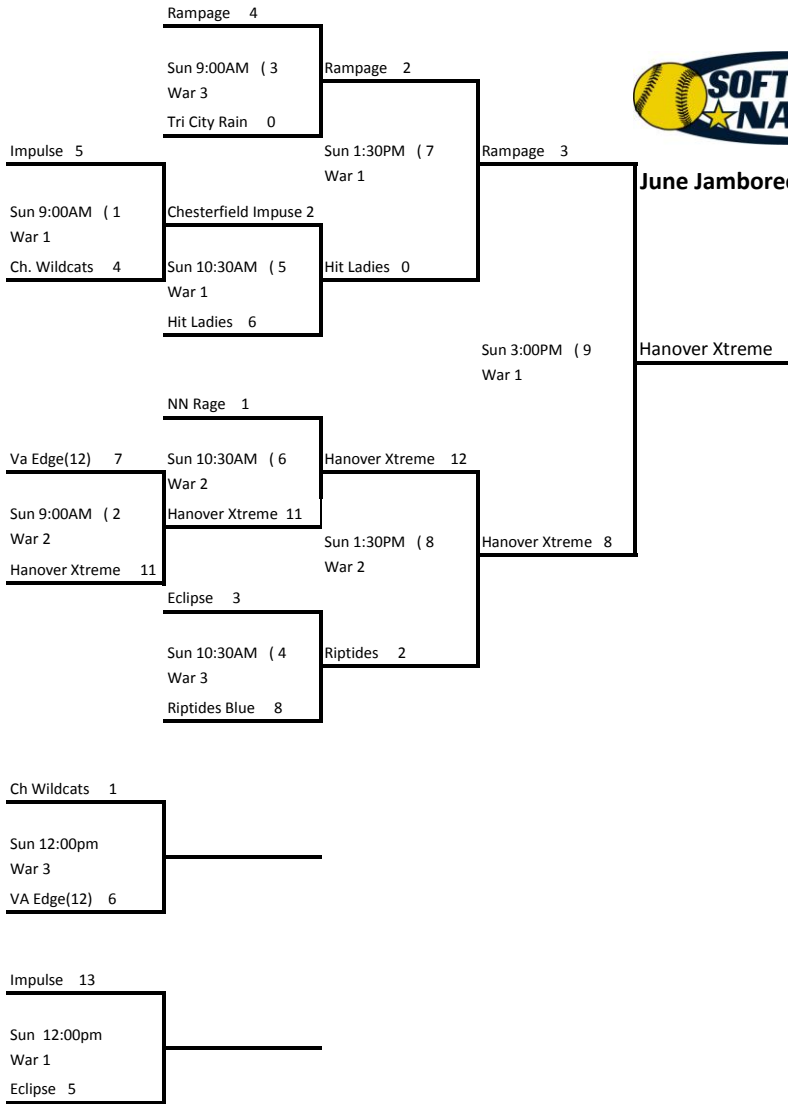 Rampage 4
Sun 9:00AM ( 3
War 3
Tri City Rain 0
Rampage 2
Impulse 5
Sun 9:00AM ( 1
War 1
Ch. Wildcats 4
Chesterfield Impuse 2
Sun 10:30AM ( 5
War 1
Hit Ladies 6
Sun 1:30PM ( 7
War 1
Hit Ladies 0
Rampage 3
June Jamboree
Sun 3:00PM ( 9
War 1
Hanover Xtreme
NN Rage 1
Va Edge(12) 7
Sun 9:00AM ( 2
War 2
Hanover Xtreme 11
Sun 10:30AM ( 6
War 2
Hanover Xtreme 11
Hanover Xtreme 12
Sun 1:30PM ( 8
War 2
Hanover Xtreme 8
Eclipse 3
Sun 10:30AM ( 4
War 3
Riptides Blue 8
Riptides 2
Ch Wildcats 1
Sun 12:00pm
War 3
VA Edge(12) 6
Impulse 13
Sun 12:00pm
War 1
Eclipse 5